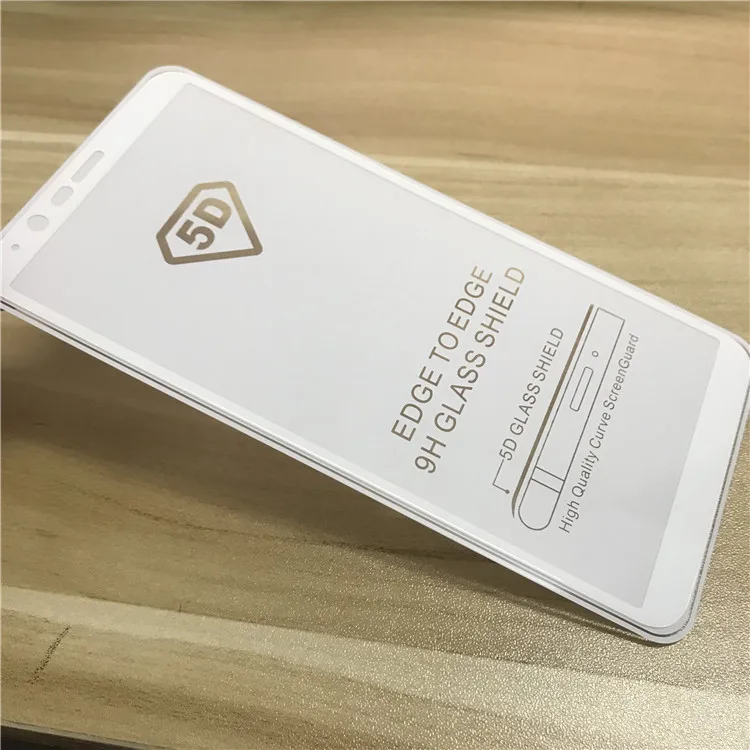 5D
EDGE TO EDGE
9H GLASS SHIELD
5D GLASS SHIELD
High Quality Curve ScreenGuard